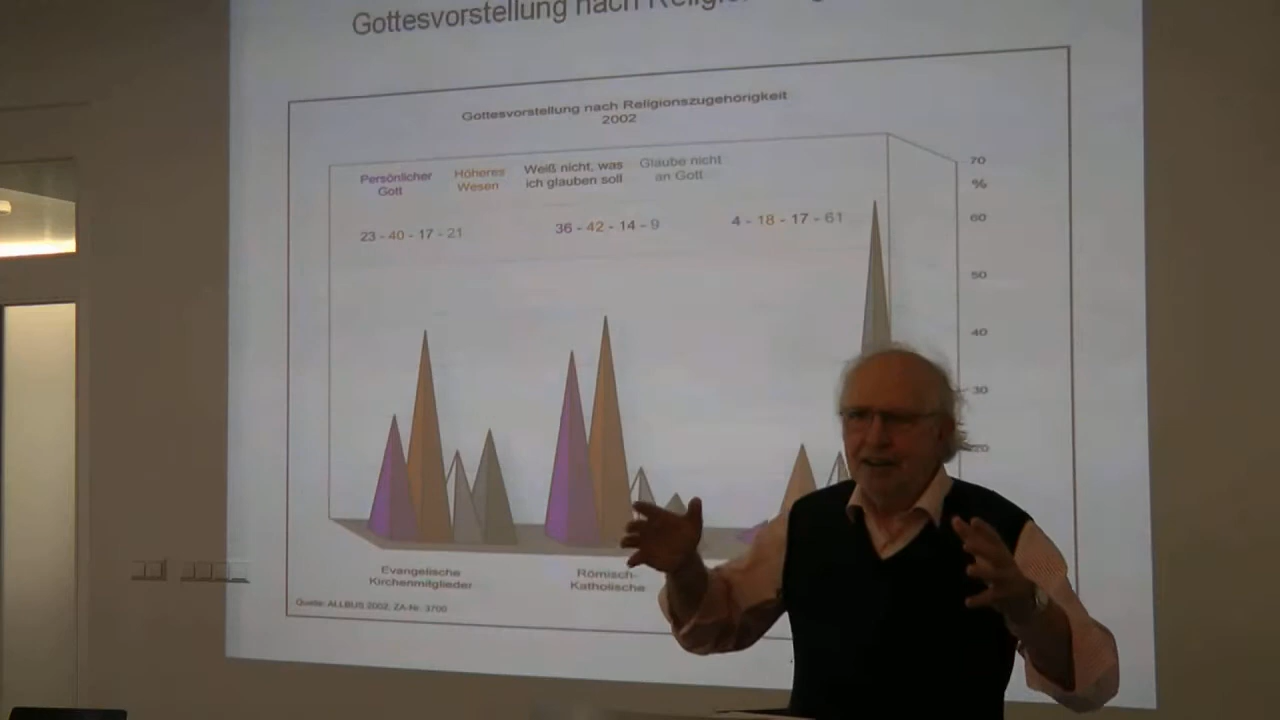 Gottesvorstellung nach
Gottesvorstellung nach Religionszugehörigkeit
2002
Persönlicher
Gott
Höheres
Wesen
Weiß nicht, was
ich glauben soll
Glaube nicht
an Gott
23 - 40 - 17 - 21
36 - 42 - 14 - 9
4 - 18 - 17 - 61
70
%
60
50
40
30
20
Evangelische
Kirchenmitglieder
Römisch-
Katholische
Quelle: ALLBUS 2002, ZA-Nr. 3700